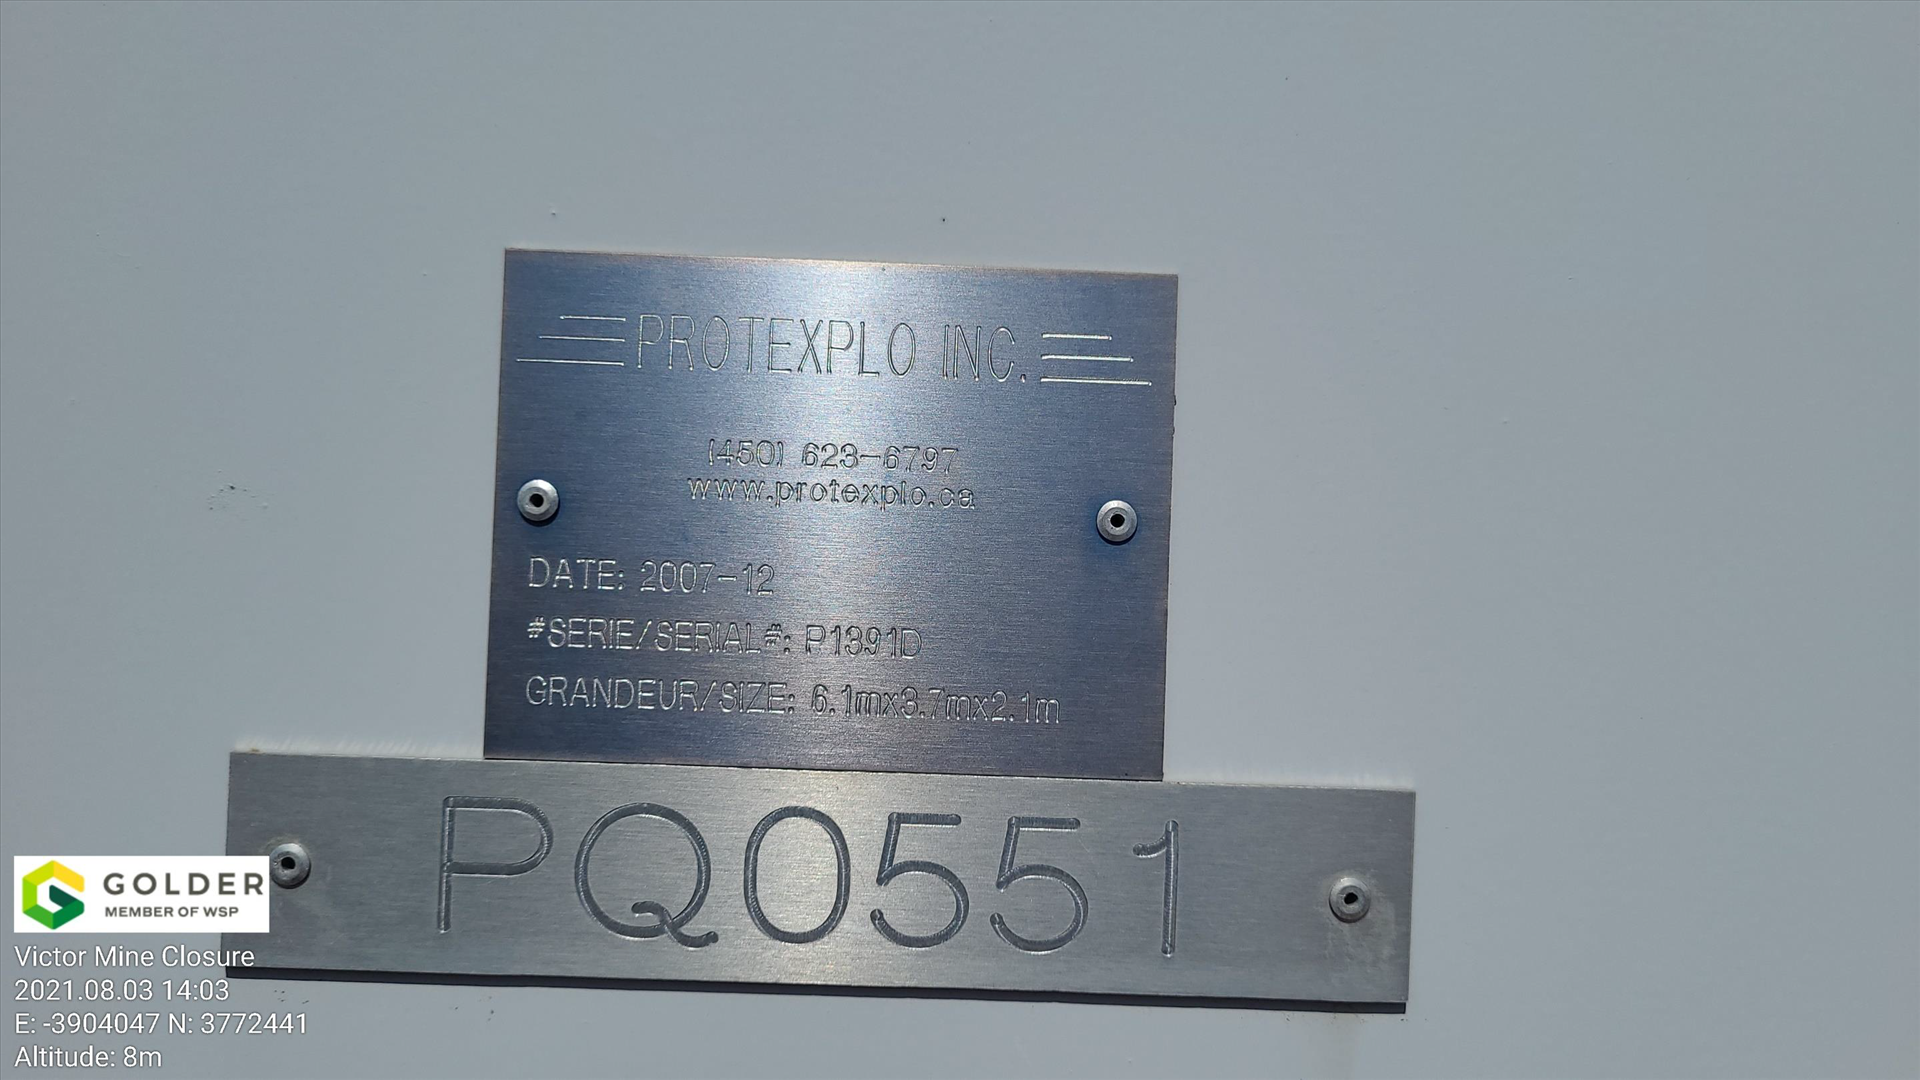 PROTEXPLO INC.
(450) 623-6797
www.protexplo.ca
DATE: 2007-12
#SERIE/SERIAL#: P1391D
GRANDEUR/SIZE: 6.1mx3.7mx2.1m
PQ0551
GOLDER
MEMBER OF WSP
Victor Mine Closure
2021.08.03 14:03
E: -3904047 N: 3772441
Altitude: 8m